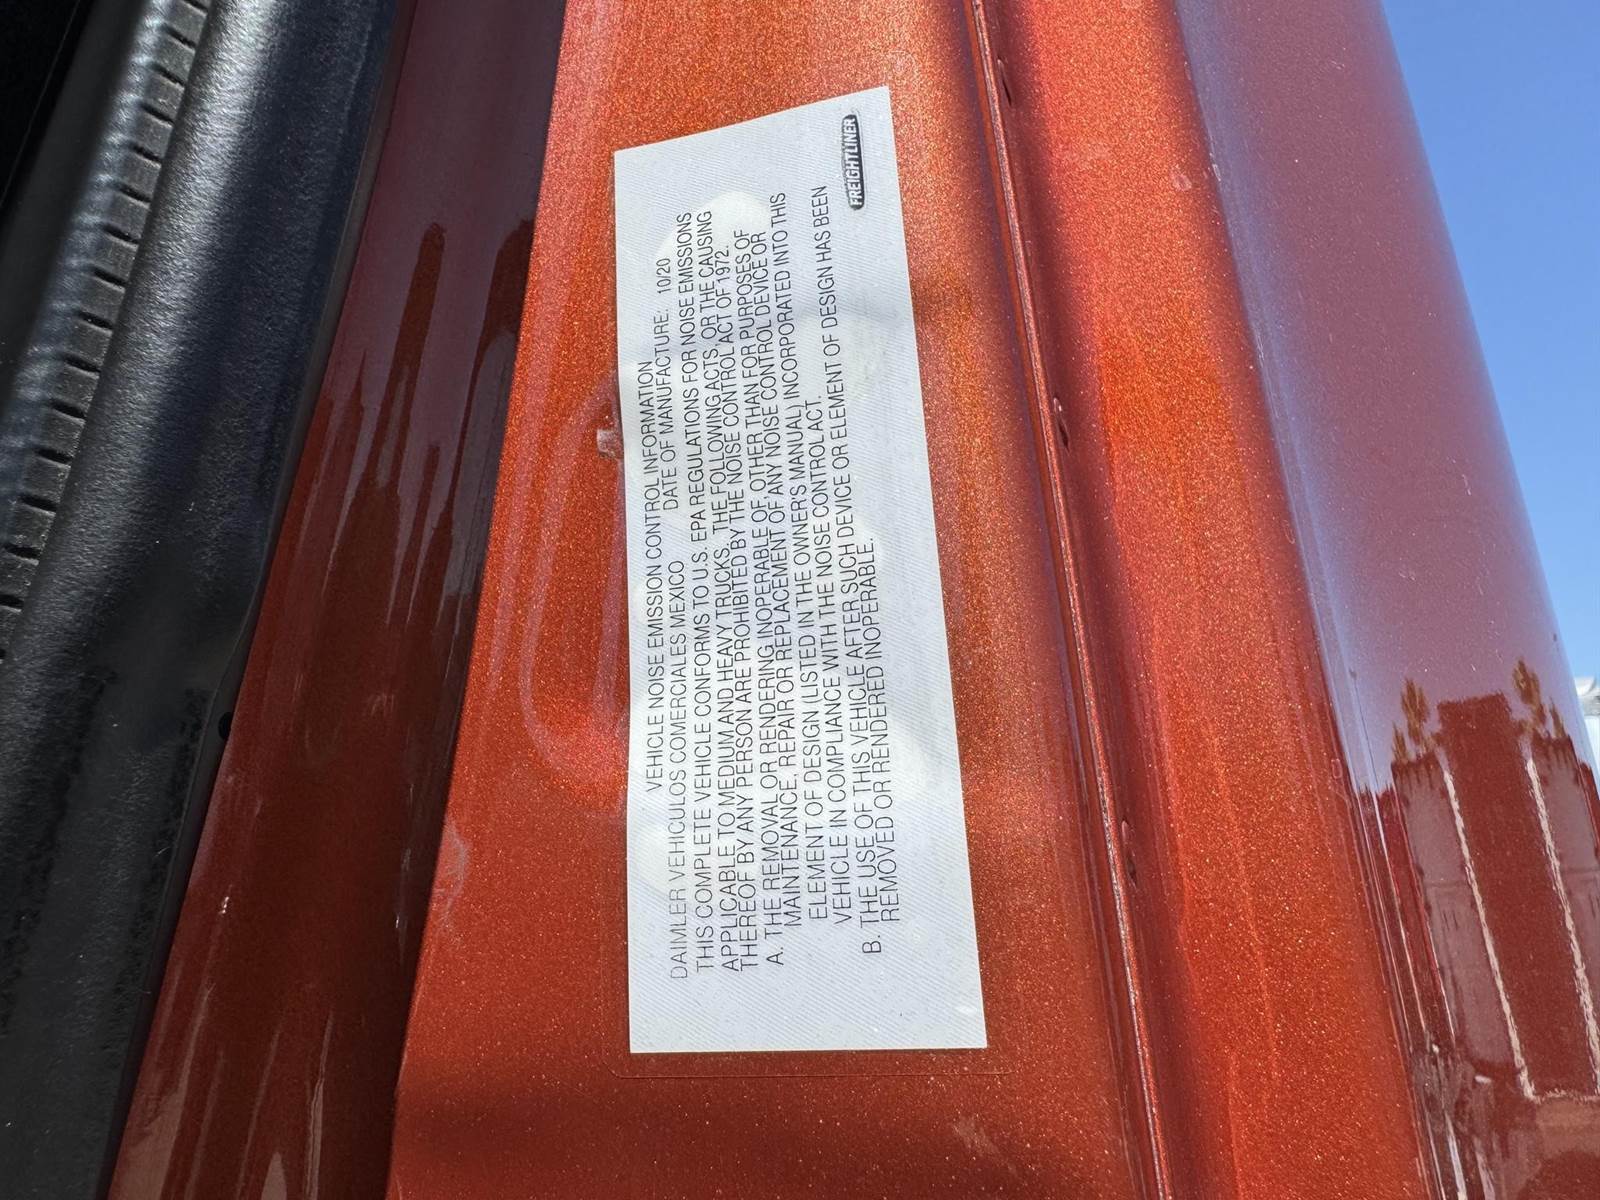 FREIGHTLINER
VEHICLE NOISE EMISSION CONTROL INFORMATION
DAIMLER VEHICULOS COMERCIALES MEXICO DATE OF MANUFACTURE: 10/20
THIS COMPLETE VEHICLE CONFORMS TO U.S. EPA REGULATIONS FOR NOISE EMISSIONS
APPLICABLE TO MEDIUM AND HEAVY TRUCKS. THE FOLLOWING ACTS, OR THE CAUSING
THEREOF BY ANY PERSON ARE PROHIBITED BY THE NOISE CONTROL ACT OF 1972.
A. THE REMOVAL OR RENDERING INOPERABLE OF, OTHER THAN FOR PURPOSES OF
MAINTENANCE, REPAIR OR REPLACEMENT OF ANY NOISE CONTROL DEVICE OR
ELEMENT OF DESIGN (LISTED IN THE OWNER'S MANUAL) INCORPORATED INTO THIS
VEHICLE IN COMPLIANCE WITH THE NOISE CONTROL ACT.
B. THE USE OF THIS VEHICLE AFTER SUCH DEVICE OR ELEMENT OF DESIGN HAS BEEN
REMOVED OR RENDERED INOPERABLE.